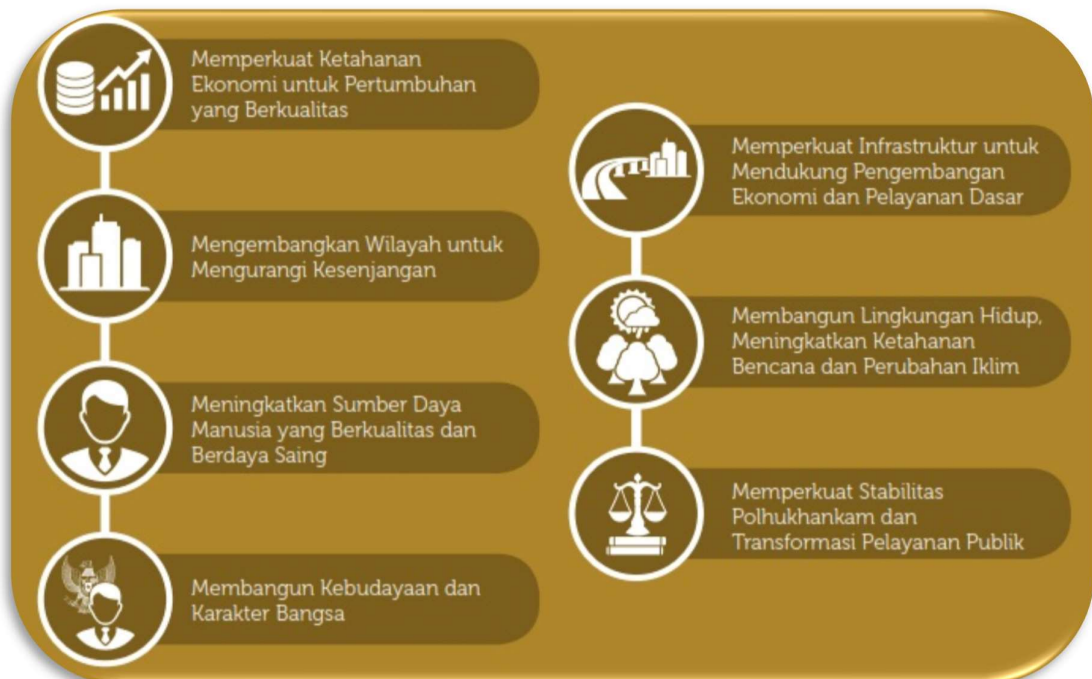 Memperkuat Ketahanan
Ekonomi untuk Pertumbuhan
yang Berkualitas
Mengembangkan Wilayah untuk
Mengurangi Kesenjangan
Meningkatkan Sumber Daya
Manusia yang Berkualitas dan
Berdaya Saing
Membangun Kebudayaan dan
Karakter Bangsa
Memperkuat Infrastruktur untuk
Mendukung Pengembangan
Ekonomi dan Pelayanan Dasar
Membangun Lingkungan Hidup,
Meningkatkan Ketahanan
Bencana dan Perubahan Iklim
Memperkuat Stabilitas
Polhukhankam dan
Transformasi Pelayanan Publik